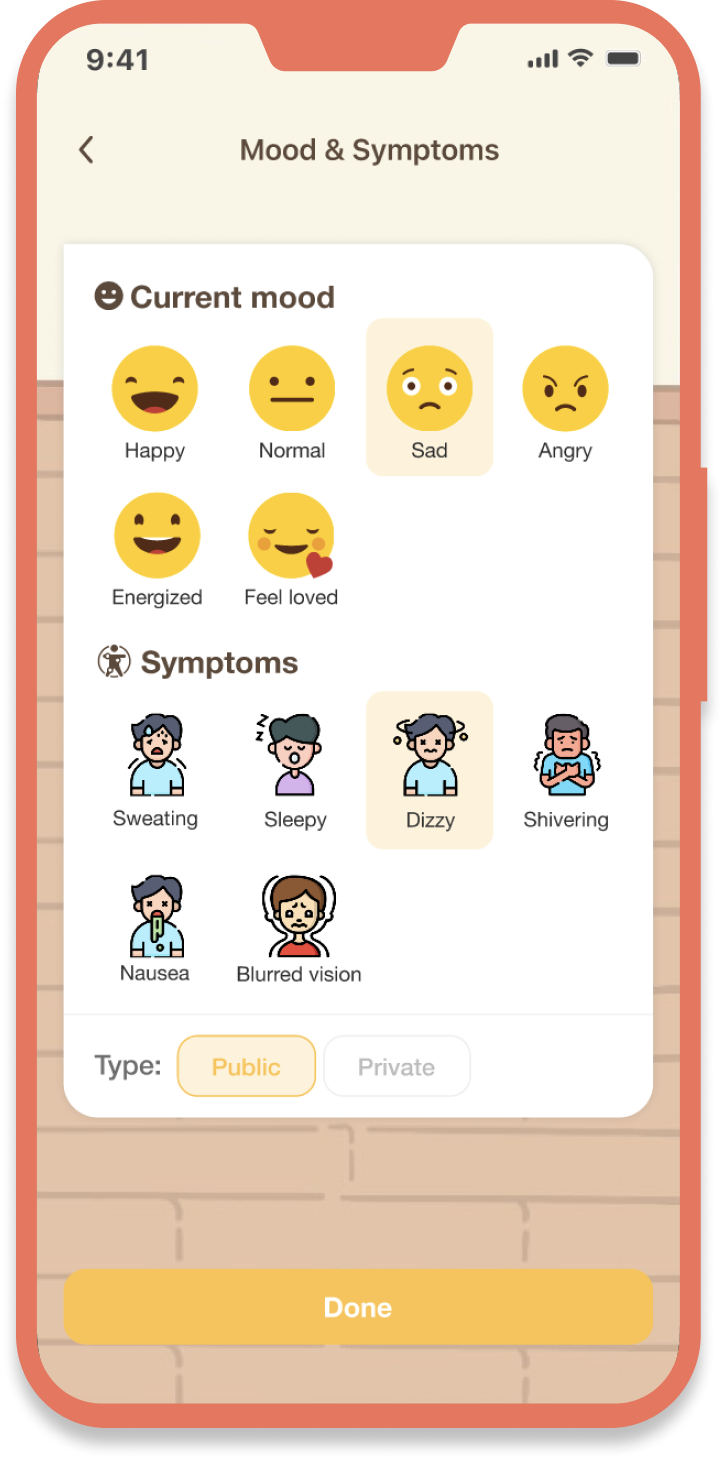 9:41
Mood & Symptoms
Current mood
Happy Normal Sad Angry
Energized Feel loved
Symptoms
Sweating Sleepy Dizzy Shivering
Nausea Blurred vision
Type: Public Private
Done